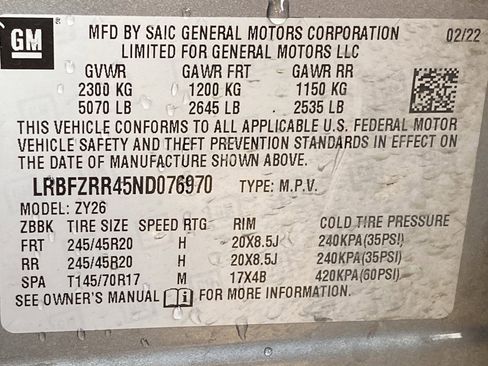 GM MFD BY SAIC GENERAL MOTORS CORPORATION 02/22
LIMITED FOR GENERAL MOTORS LLC
GVWR GAWR FRT GAWR RR
2300 KG 1200 KG 1150 KG
5070 LB 2645 LB 2535 LB
THIS VEHICLE CONFORMS TO ALL APPLICABLE U.S. FEDERAL MOTOR
VEHICLE SAFETY AND THEFT PREVENTION STANDARDS IN EFFECT ON
THE DATE OF MANUFACTURE SHOWN ABOVE.
LRBFZRR45ND076970 TYPE: M.P.V.
MODEL: ZY26
ZBBK TIRE SIZE SPEED RTG RIM COLD TIRE PRESSURE
FRT 245/45R20 H 20X8.5J 240KPA(35PSI)
RR 245/45R20 H 20X8.5J 240KPA(35PSI)
SPA T145/70R17 M 17X4B 420KPA(60PSI)
SEE OWNER'S MANUAL FOR MORE INFORMATION.